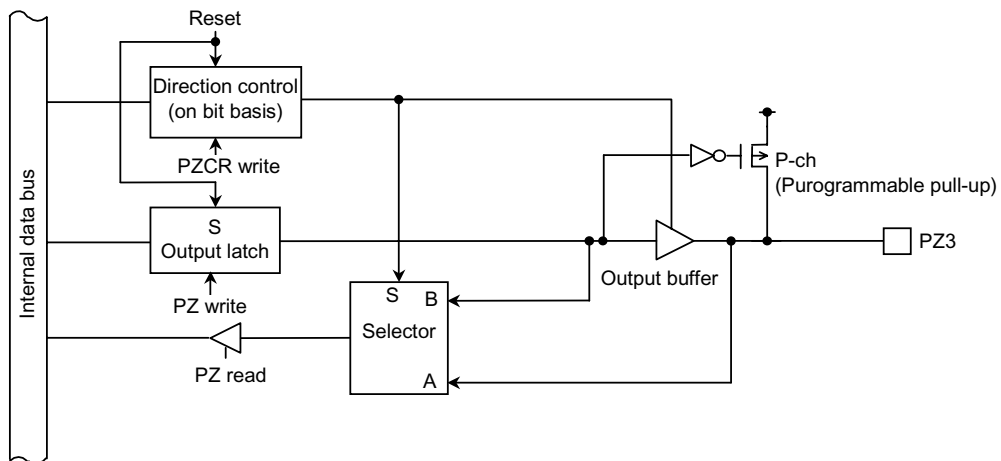 Reset
Direction control
(on bit basis)
P-ch
PZCR write
(Purogrammable pull-up)
Internal data bus
S
Output latch
PZ3
Output buffer
PZ write
S
B
Selector
PZ read
A